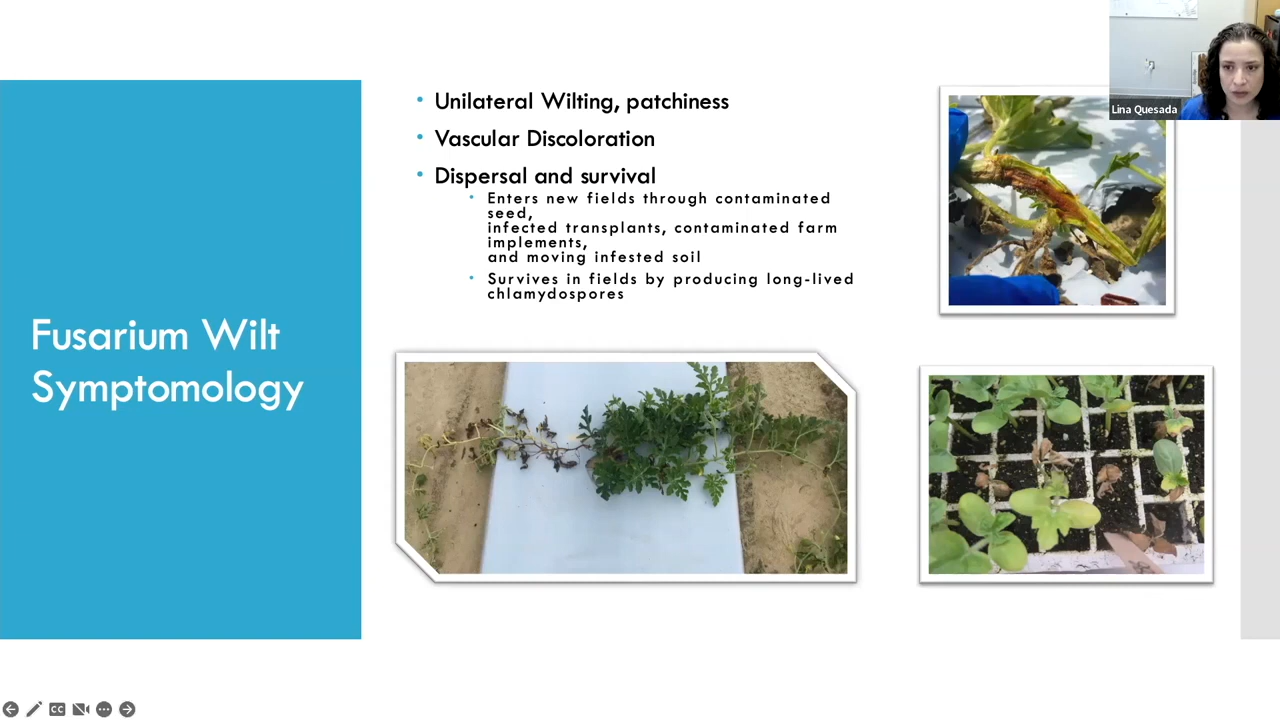 Lina Quesada
Fusarium Wilt
Symptomology
Unilateral Wilting, patchiness
Vascular Discoloration
Dispersal and survival
Enters new fields through contaminated
seed,
infected transplants, contaminated farm
implements,
and moving infested soil
Survives in fields by producing long-lived
chlamydospores
CC